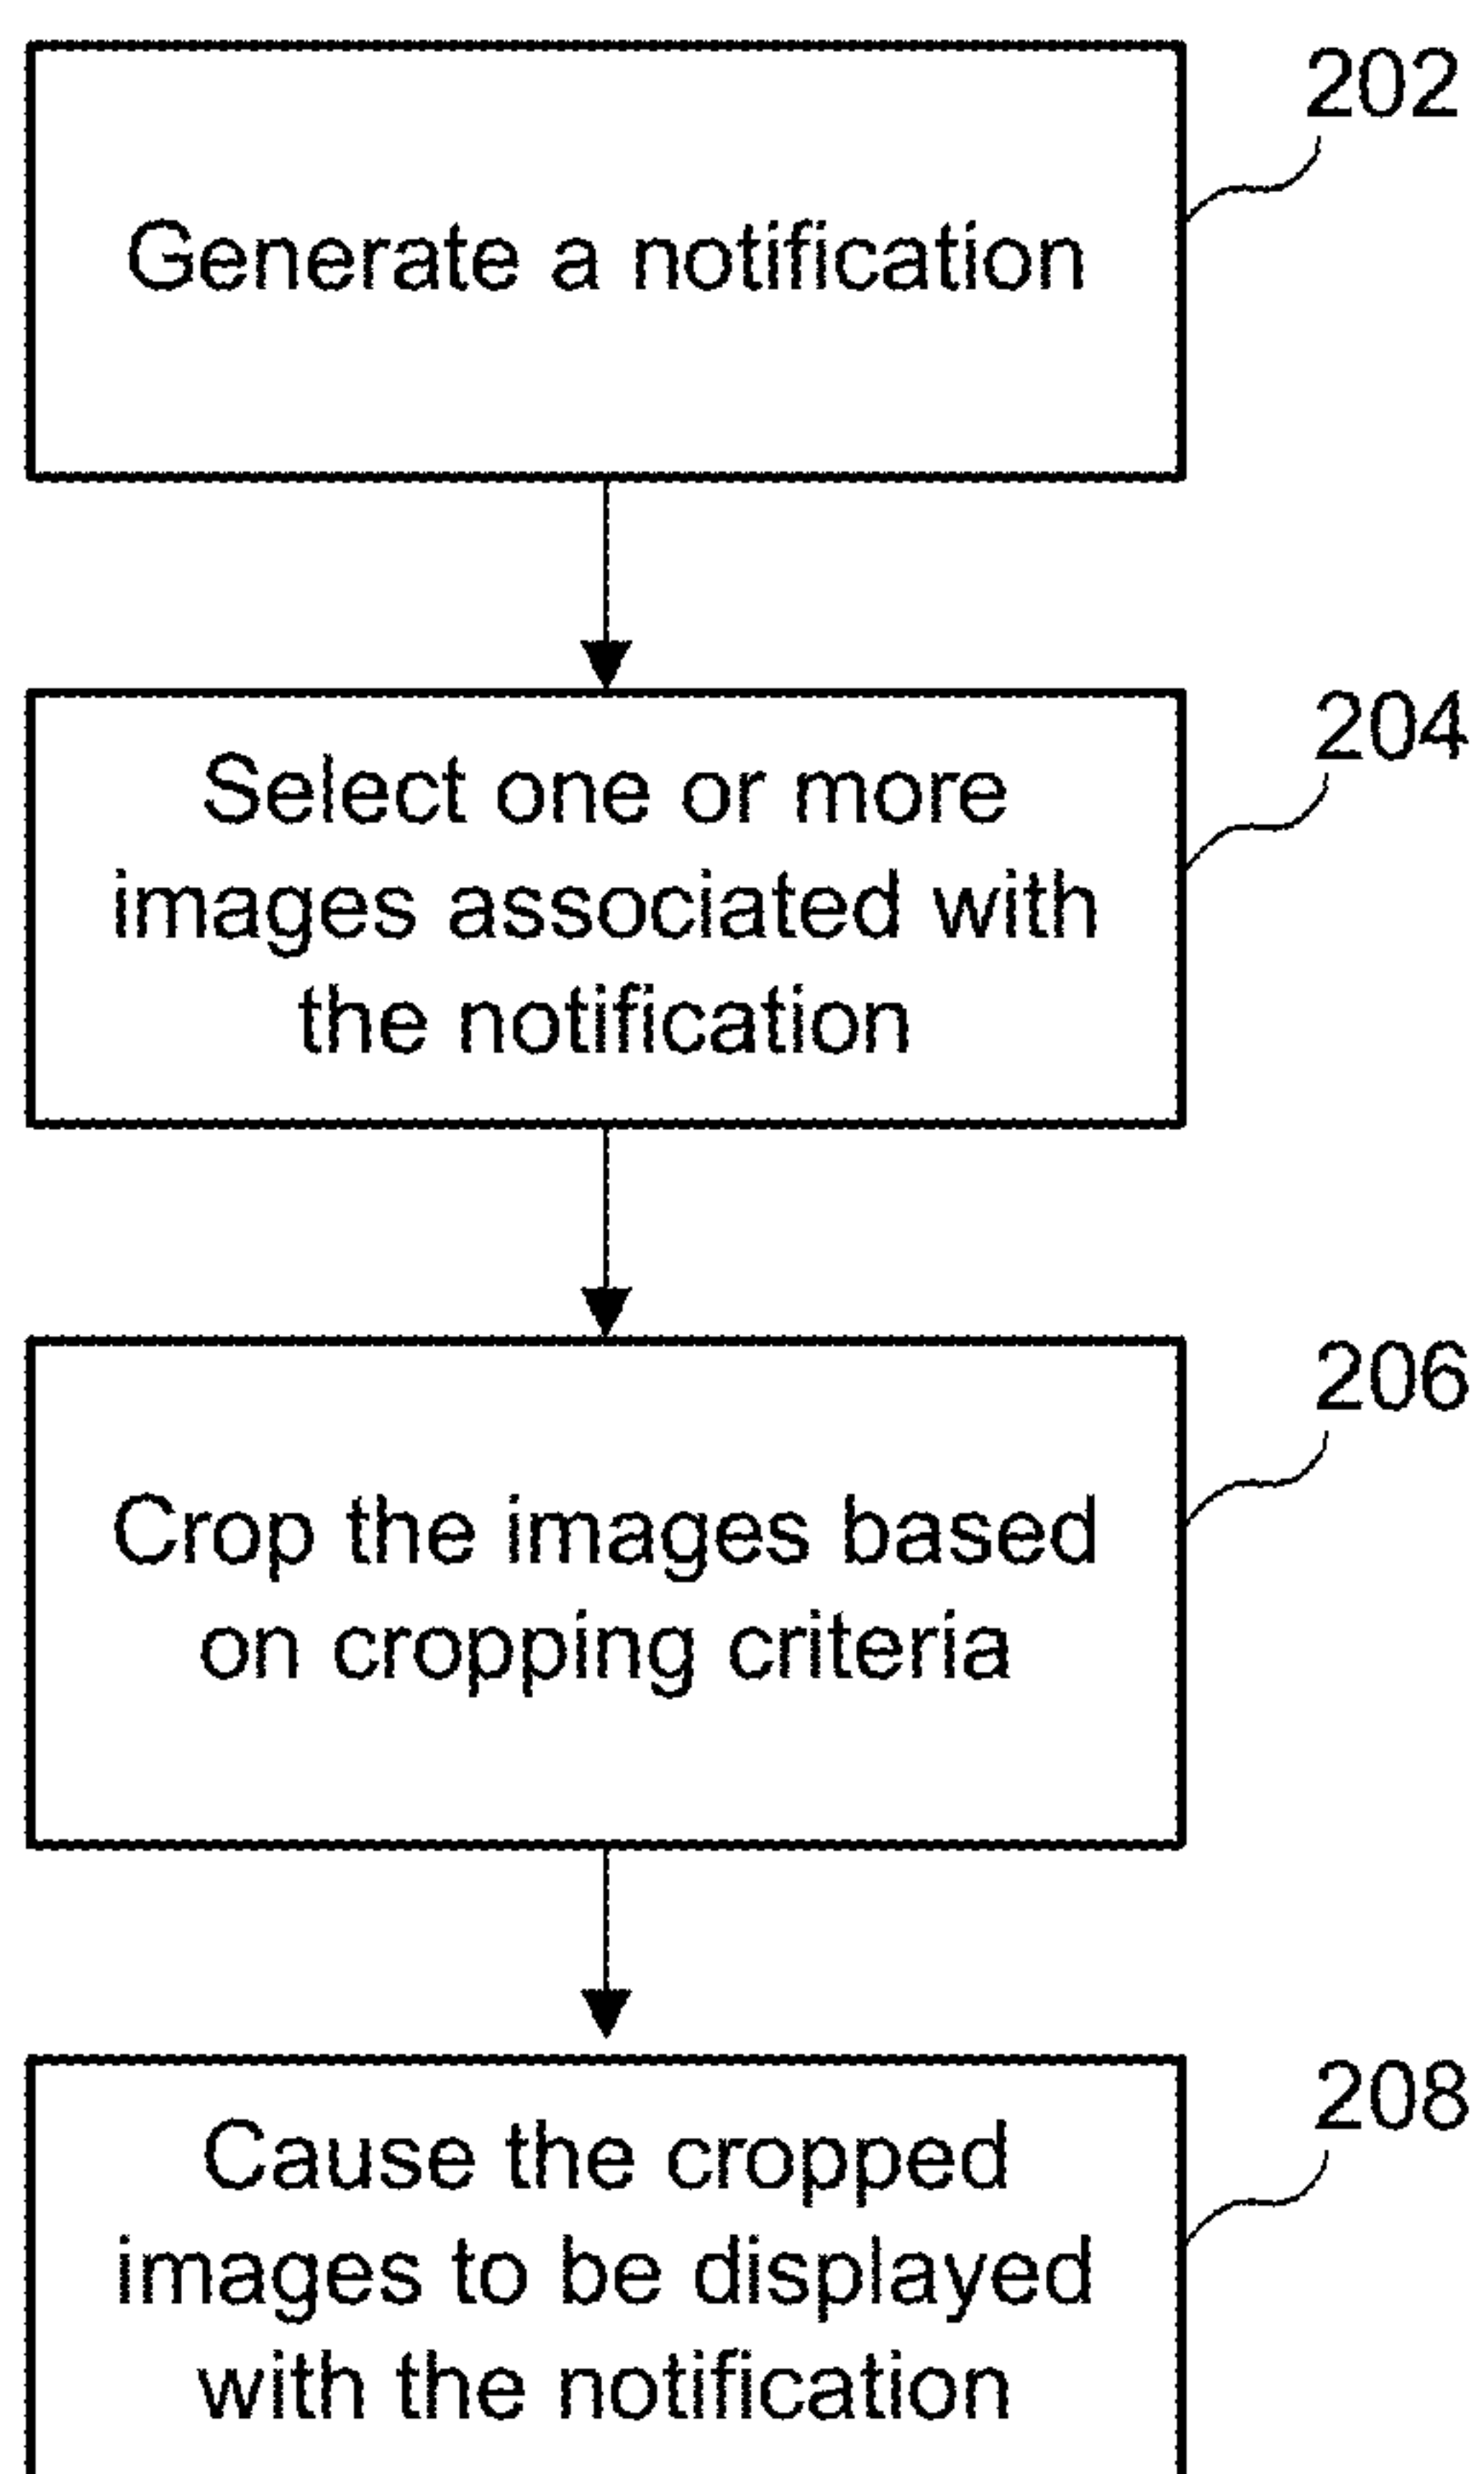 202
Generate a notification
204
Select one or more
images associated with
the notification
206
Crop the images based
on cropping criteria
208
Cause the cropped
images to be displayed
with the notification